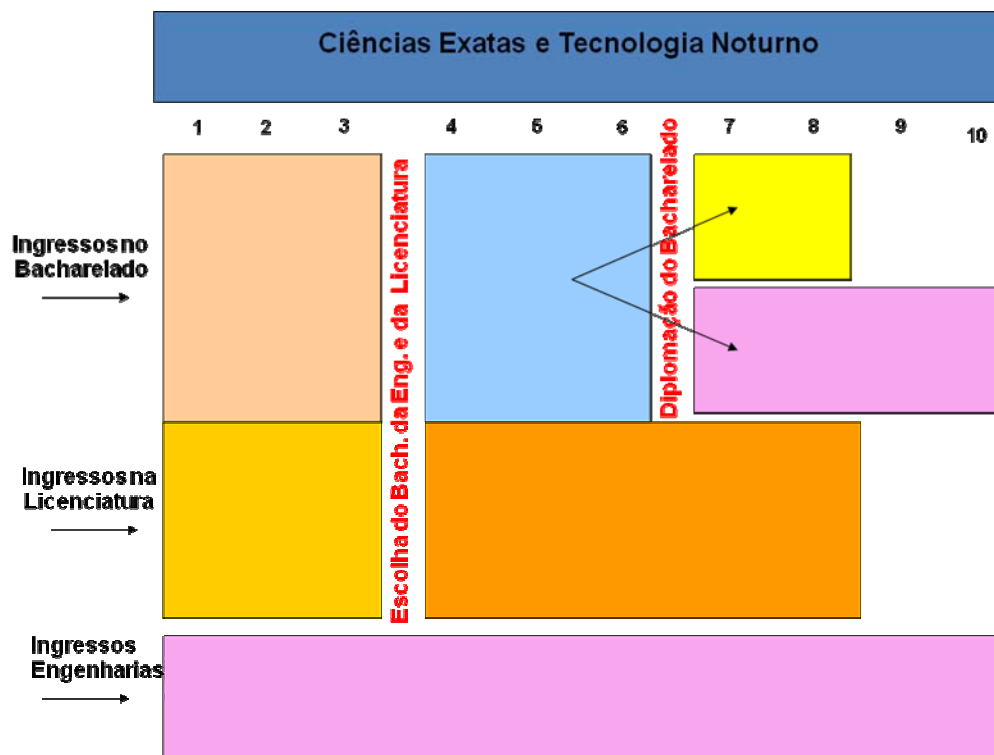 Ciências Exatas e Tecnologia Noturno
1 2 3 4 5 6 7 8 9 10
Escolha do Bach. da Eng. e da Licenciatura
Diplomação do Bacharelado
Ingressos no
Bacharelado
Ingressos na
Licenciatura
Ingressos
Engenharias